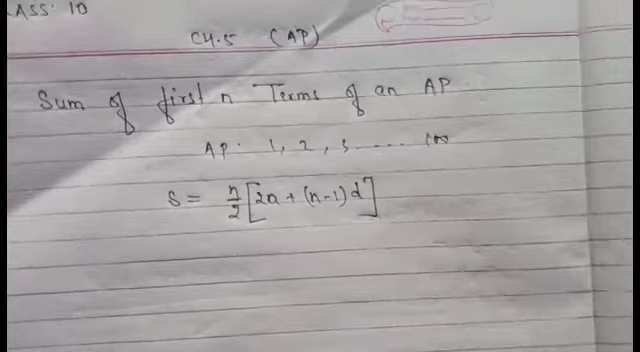 ASS: 10
CH.5 (AP)
Sum of first n Terms of an AP
AP: 1, 2, 3 ..... 100
S = n/2 [2a + (n-1)d]